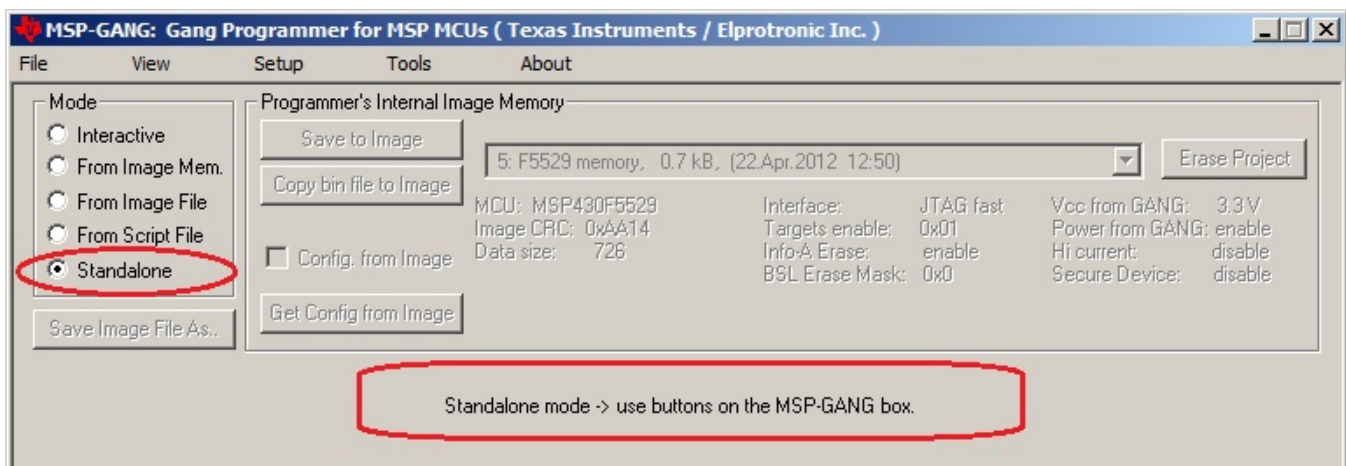 MSP-GANG: Gang Programmer for MSP MCUs ( Texas Instruments / Elprotronic Inc. )
File View Setup Tools About
Mode
Interactive
From Image Mem.
From Image File
From Script File
Standalone
Save Image File As..
Programmer's Internal Image Memory
Save to Image
Copy bin file to Image
Config. from Image
Get Config from Image
5: F5529 memory, 0.7 kB, (22.Apr.2012 12:50)
Erase Project
MCU: MSP430F5529
Image CRC: 0xAA14
Data size: 726
Interface: JTAG fast
Targets enable: 0x01
Info-A Erase: enable
BSL Erase Mask: 0x0
Vcc from GANG: 3.3 V
Power from GANG: enable
Hi current: disable
Secure Device: disable
Standalone mode -> use buttons on the MSP-GANG box.